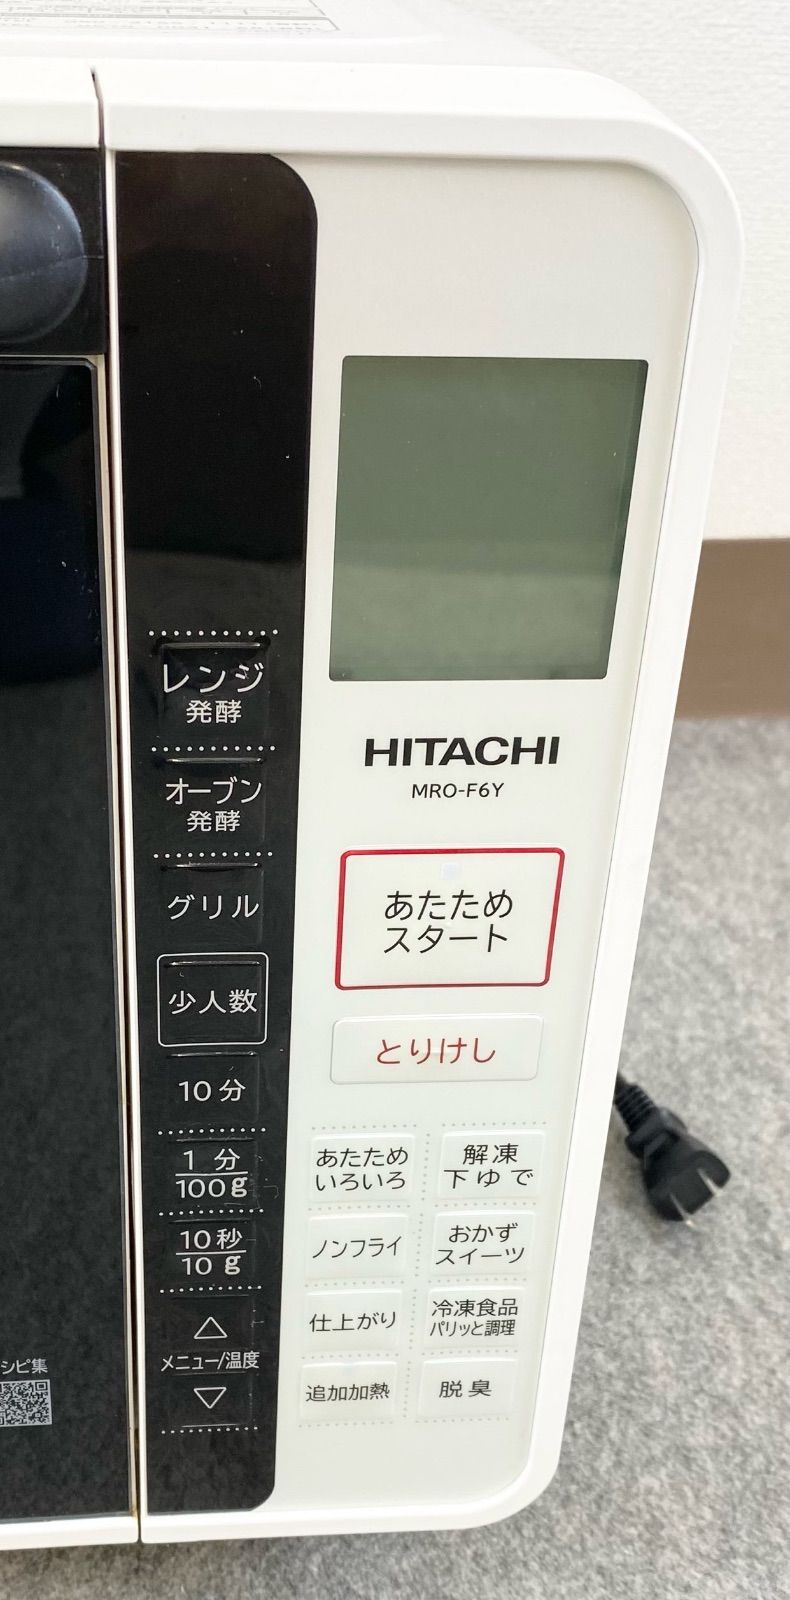 レンジ
発酵
オーブン
発酵
グリル
少人数
10分
1分
100g
10秒
10g
メニュー/温度
シピ集
HITACHI
MRO-F6Y
あたため
スタート
とりけし
あたため
いろいろ
解凍
下ゆで
ノンフライ
おかず
スイーツ
仕上がり
冷凍食品
パリッと調理
追加加熱
脱臭